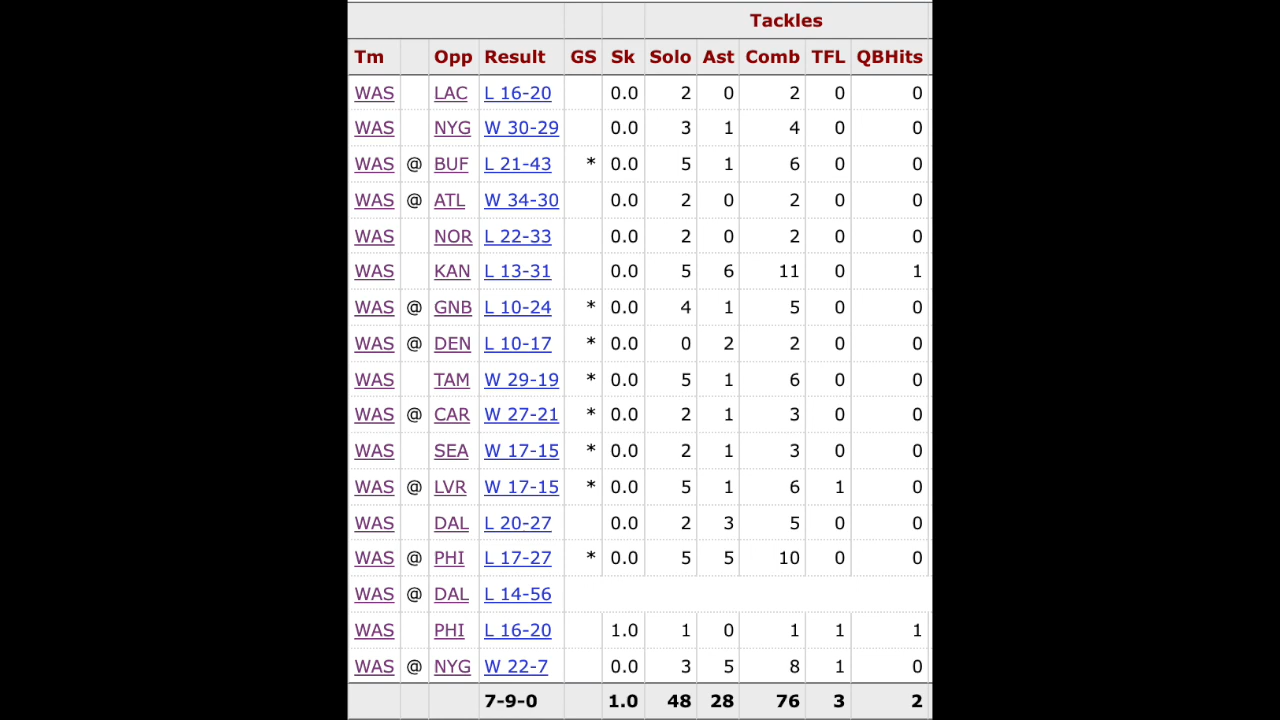 Tackles
Tm Opp Result GS Sk Solo Ast Comb TFL QBHits
WAS LAC L 16-20 0.0 2 0 2 0 0
WAS NYG W 30-29 0.0 3 1 4 0 0
WAS @ BUF L 21-43 * 0.0 5 1 6 0 0
WAS @ ATL W 34-30 0.0 2 0 2 0 0
WAS NOR L 22-33 0.0 2 0 2 0 0
WAS KAN L 13-31 0.0 5 6 11 0 1
WAS @ GNB L 10-24 * 0.0 4 1 5 0 0
WAS @ DEN L 10-17 * 0.0 0 2 2 0 0
WAS TAM W 29-19 * 0.0 5 1 6 0 0
WAS @ CAR W 27-21 * 0.0 2 1 3 0 0
WAS SEA W 17-15 * 0.0 2 1 3 0 0
WAS @ LVR W 17-15 * 0.0 5 1 6 1 0
WAS DAL L 20-27 0.0 2 3 5 0 0
WAS @ PHI L 17-27 * 0.0 5 5 10 0 0
WAS @ DAL L 14-56
WAS PHI L 16-20 1.0 1 0 1 1 1
WAS @ NYG W 22-7 0.0 3 5 8 1 0
7-9-0 1.0 48 28 76 3 2